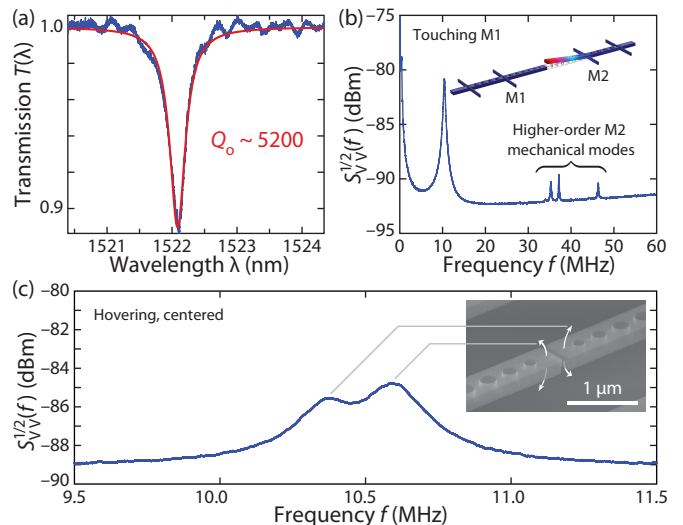 (a)
1.0
0.9
Transmission T(λ)
Qo ~ 5200
1521
1522
1523
1524
Wavelength λ (nm)
(b)
−75
−80
−85
−90
−95
S_VV^1/2(f) (dBm)
Touching M1
M1
M2
Higher-order M2
mechanical modes
0
10
20
30
40
50
60
Frequency f (MHz)
(c)
−80
−82
−84
−86
−88
−90
S_VV^1/2(f) (dBm)
Hovering, centered
1 µm
9.5
10.0
10.5
11.0
11.5
Frequency f (MHz)